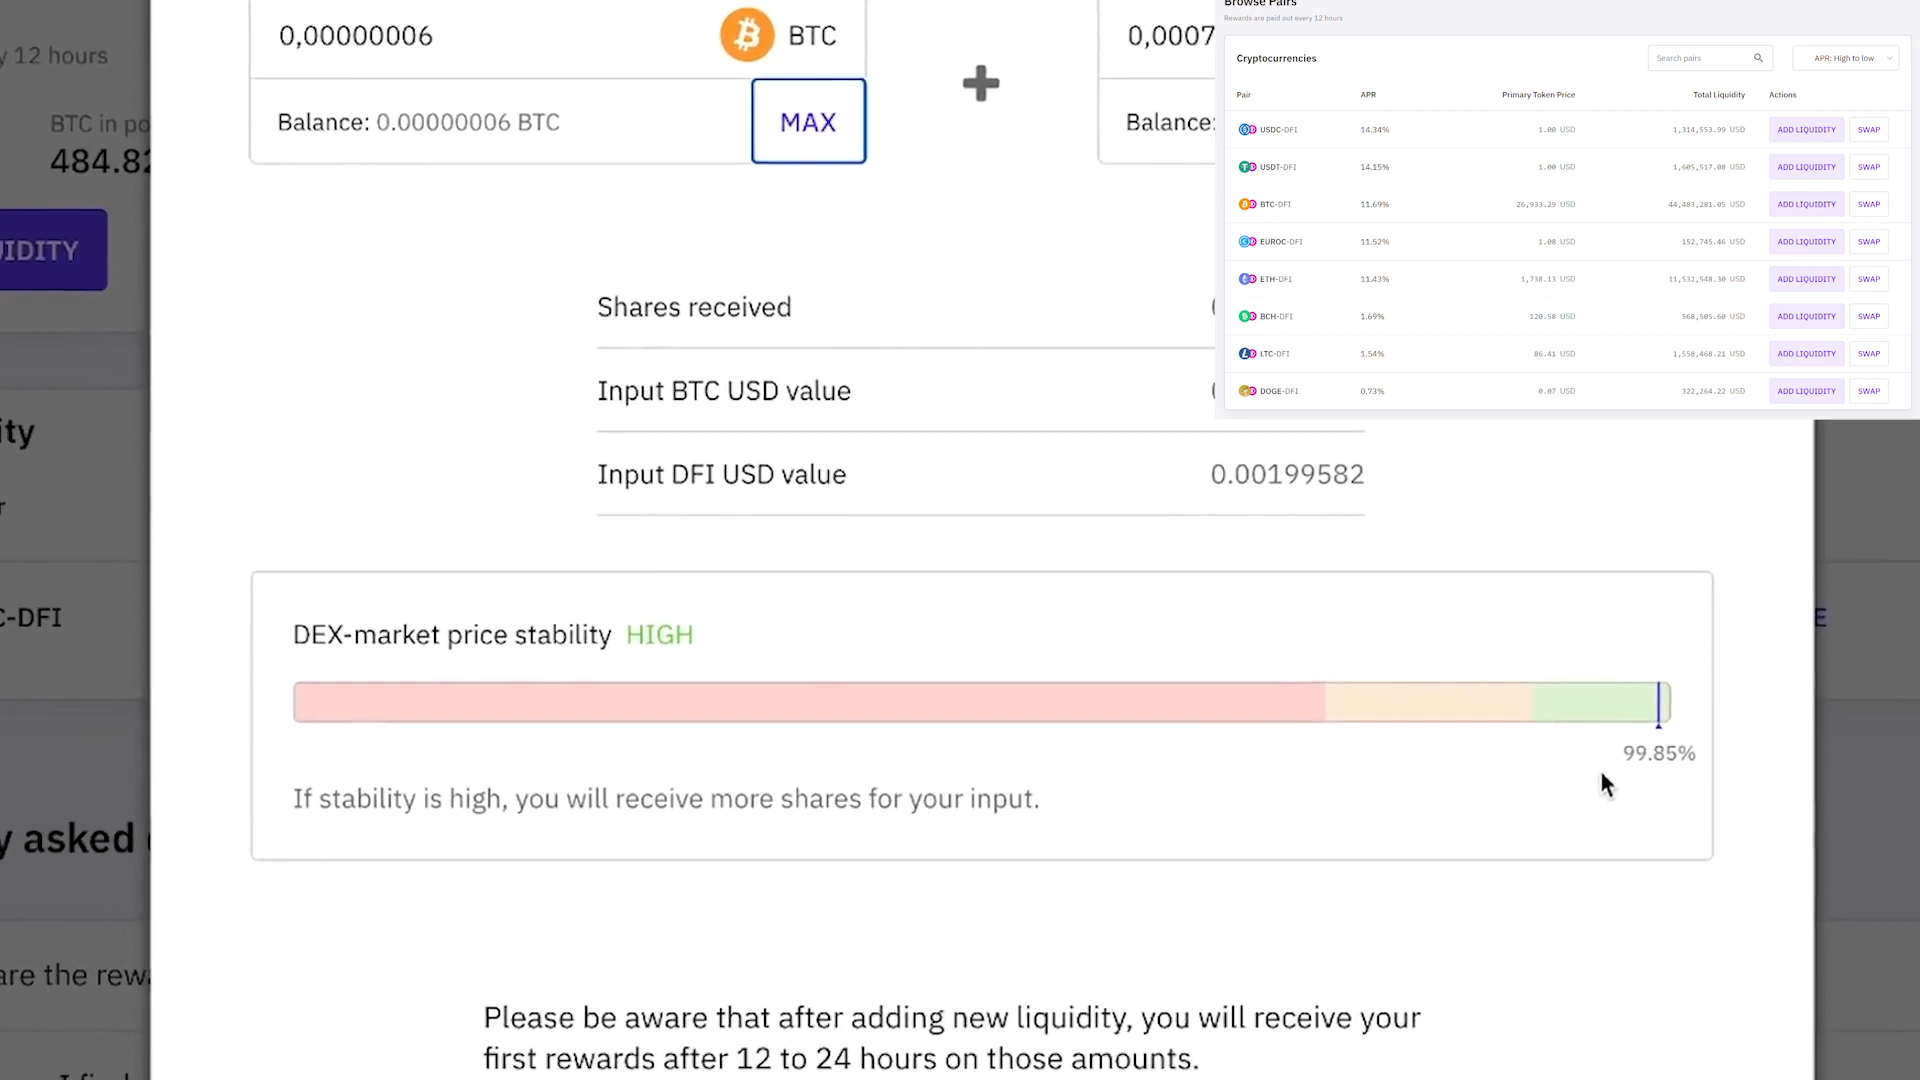 0,00000006
BTC
0,0007
Balance: 0.00000006 BTC
MAX
Balance:
y 12 hours
BTC in po
484.82
UIDITY
Shares received
Input BTC USD value
Input DFI USD value
0.00199582
DEX-market price stability HIGH
99.85%
If stability is high, you will receive more shares for your input.
Please be aware that after adding new liquidity, you will receive your
first rewards after 12 to 24 hours on those amounts.
ity
r
C-DFI
E
y asked
are the rew
Browse Pairs
Rewards are paid out every 12 hours
Cryptocurrencies
Search pairs
APR: High to low
Pair APR Primary Token Price Total Liquidity Actions
USDC-DFI 14.34% 1.00 USD 1,314,553.99 USD ADD LIQUIDITY SWAP
USDT-DFI 14.15% 1.00 USD 1,605,517.08 USD ADD LIQUIDITY SWAP
BTC-DFI 11.69% 26,933.29 USD 44,483,281.05 USD ADD LIQUIDITY SWAP
EUROC-DFI 11.52% 1.08 USD 152,745.46 USD ADD LIQUIDITY SWAP
ETH-DFI 11.43% 1,738.13 USD 11,532,548.30 USD ADD LIQUIDITY SWAP
BCH-DFI 1.69% 120.58 USD 568,505.60 USD ADD LIQUIDITY SWAP
LTC-DFI 1.54% 86.41 USD 1,558,468.21 USD ADD LIQUIDITY SWAP
DOGE-DFI 0.73% 0.07 USD 322,264.22 USD ADD LIQUIDITY SWAP